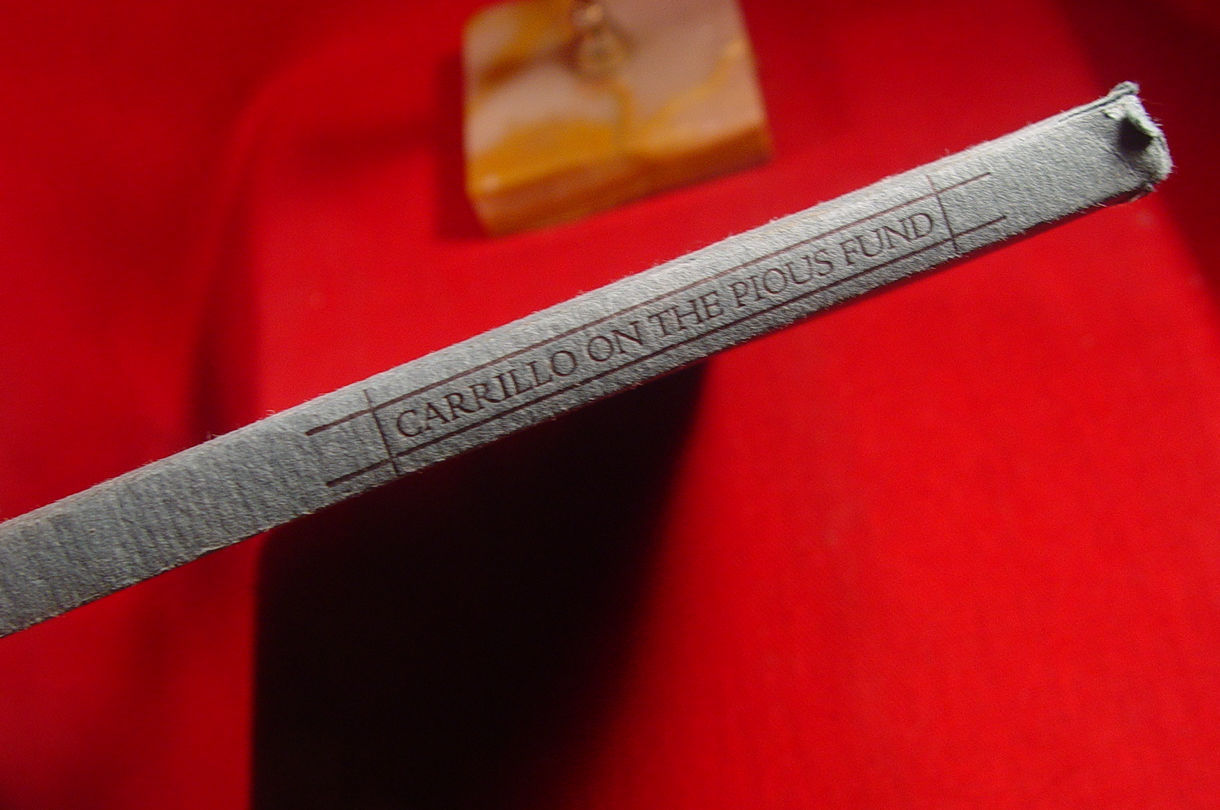 CARRILLO ON THE PIOUS FUND